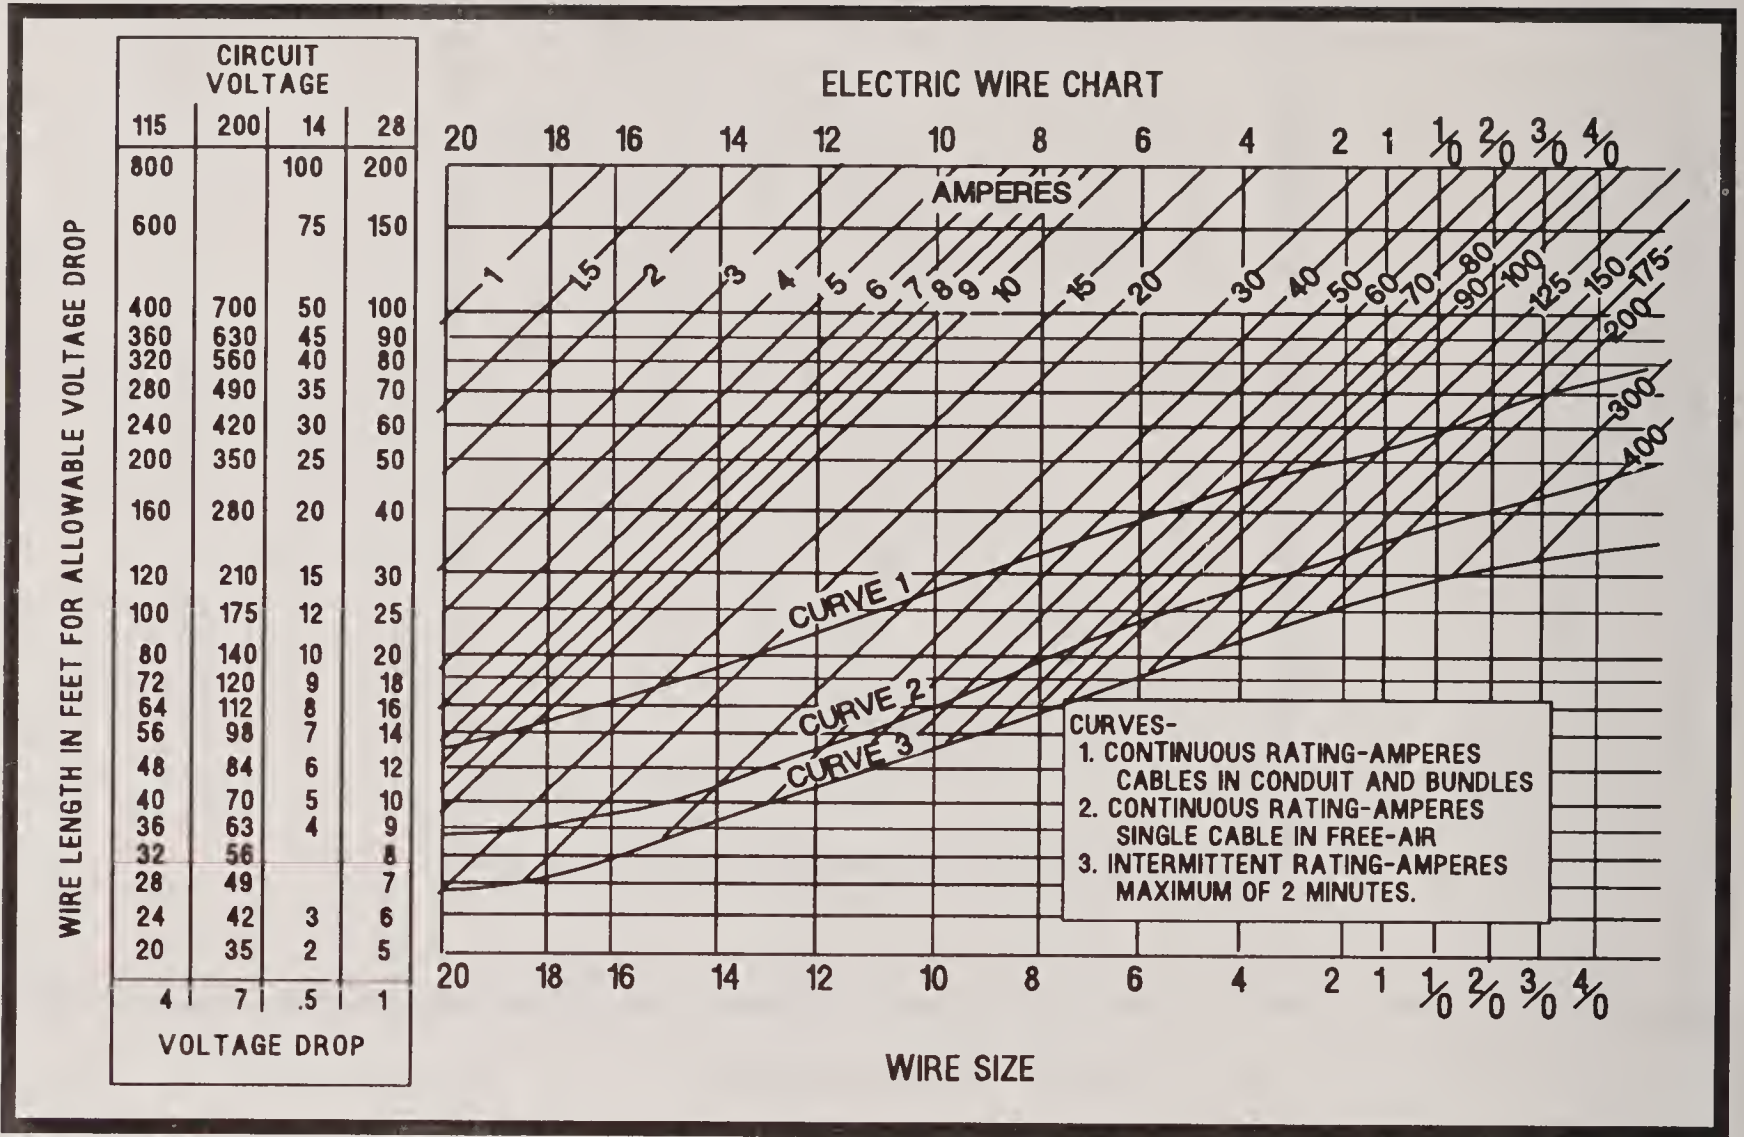 CIRCUIT
VOLTAGE
115 200 14 28
800 100 200
600 75 150
400 700 50 100
360 630 45 90
320 560 40 80
280 490 35 70
240 420 30 60
200 350 25 50
160 280 20 40
120 210 15 30
100 175 12 25
80 140 10 20
72 120 9 18
64 112 8 16
56 98 7 14
48 84 6 12
40 70 5 10
36 63 4 9
32 56 8
28 49 7
24 42 3 6
20 35 2 5
4 7 .5 1
VOLTAGE DROP
WIRE LENGTH IN FEET FOR ALLOWABLE VOLTAGE DROP
ELECTRIC WIRE CHART
20 18 16 14 12 10 8 6 4 2 1 1/0 2/0 3/0 4/0
AMPERES
1 1.5 2 3 4 5 6 7 8 9 10 15 20 30 40 50 60 70 80 90 100 125 150 175
200
300
400
CURVE 1
CURVE 2
CURVE 3
CURVES-
1. CONTINUOUS RATING-AMPERES
CABLES IN CONDUIT AND BUNDLES
2. CONTINUOUS RATING-AMPERES
SINGLE CABLE IN FREE-AIR
3. INTERMITTENT RATING-AMPERES
MAXIMUM OF 2 MINUTES.
20 18 16 14 12 10 8 6 4 2 1 1/0 2/0 3/0 4/0
WIRE SIZE